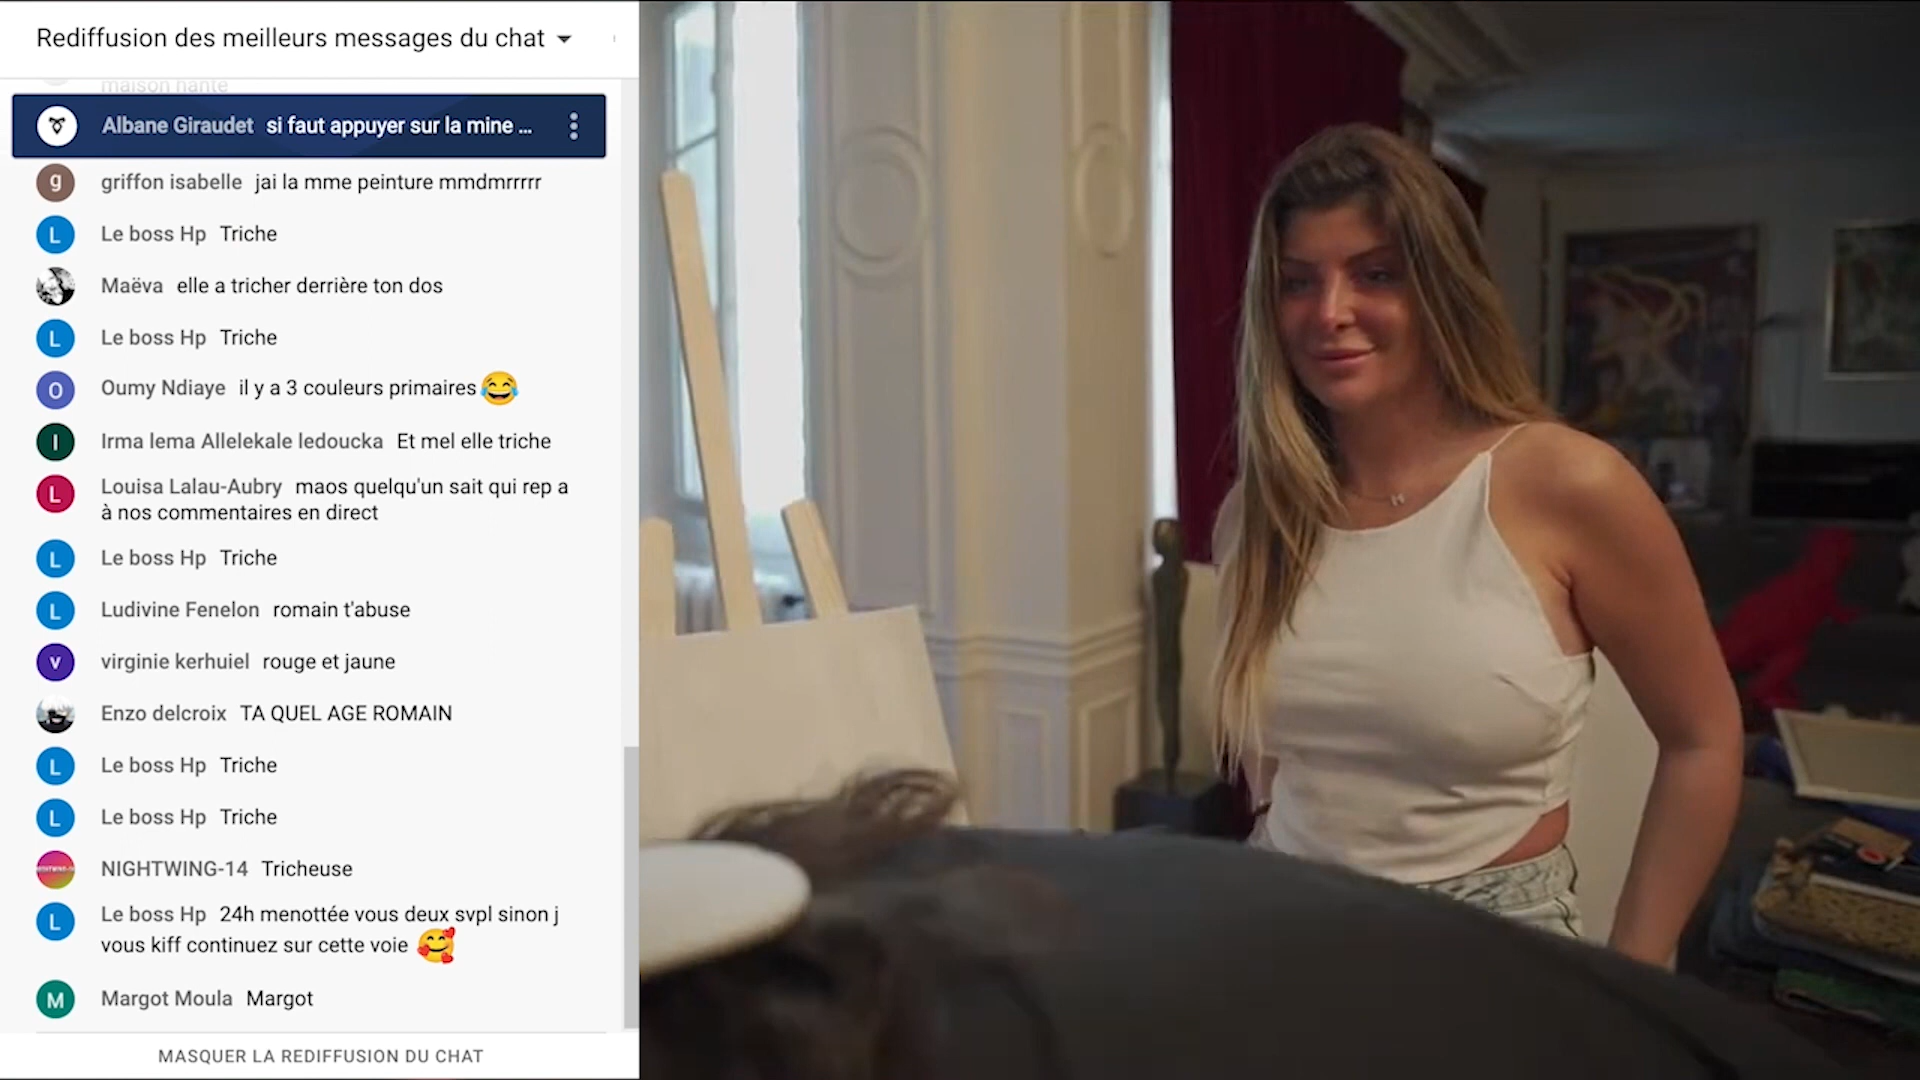 Rediffusion des meilleurs messages du chat
maison hante
Albane Giraudet si faut appuyer sur la mine ...
g griffon isabelle jai la mme peinture mmdmrrrrr
L Le boss Hp Triche
Maëva elle a tricher derrière ton dos
L Le boss Hp Triche
O Oumy Ndiaye il y a 3 couleurs primaires😂
I Irma lema Allelekale ledoucka Et mel elle triche
L Louisa Lalau-Aubry maos quelqu'un sait qui rep a
à nos commentaires en direct
L Le boss Hp Triche
L Ludivine Fenelon romain t'abuse
v virginie kerhuiel rouge et jaune
Enzo delcroix TA QUEL AGE ROMAIN
L Le boss Hp Triche
L Le boss Hp Triche
NIGHTWING-14 Tricheuse
L Le boss Hp 24h menottée vous deux svpl sinon j
vous kiff continuez sur cette voie 🥰
M Margot Moula Margot
MASQUER LA REDIFFUSION DU CHAT